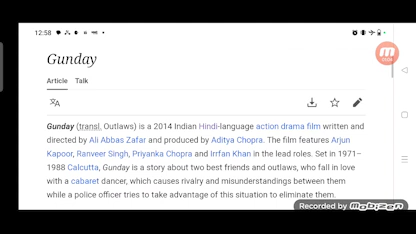 12:58
Gunday
Article Talk
Gunday (transl. Outlaws) is a 2014 Indian Hindi-language action drama film written and
directed by Ali Abbas Zafar and produced by Aditya Chopra. The film features Arjun
Kapoor, Ranveer Singh, Priyanka Chopra and Irrfan Khan in the lead roles. Set in 1971–
1988 Calcutta, Gunday is a story about two best friends and outlaws, who fall in love
with a cabaret dancer, which causes rivalry and misunderstandings between them
while a police officer tries to take advantage of this situation to eliminate them.
Recorded by Mobizen